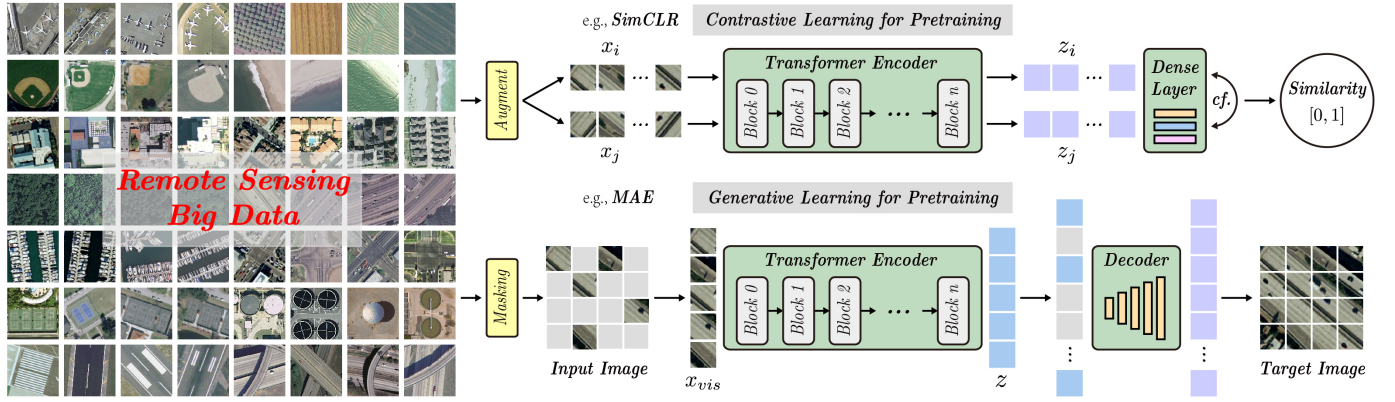 Remote Sensing
Big Data
e.g., SimCLR
Contrastive Learning for Pretraining
Augment
x_i
x_j
Transformer Encoder
Block 0
Block 1
Block 2
Block n
z_i
z_j
Dense
Layer
cf.
Similarity
[0, 1]
e.g., MAE
Generative Learning for Pretraining
Masking
Input Image
x_vis
Transformer Encoder
Block 0
Block 1
Block 2
Block n
z
Decoder
Target Image